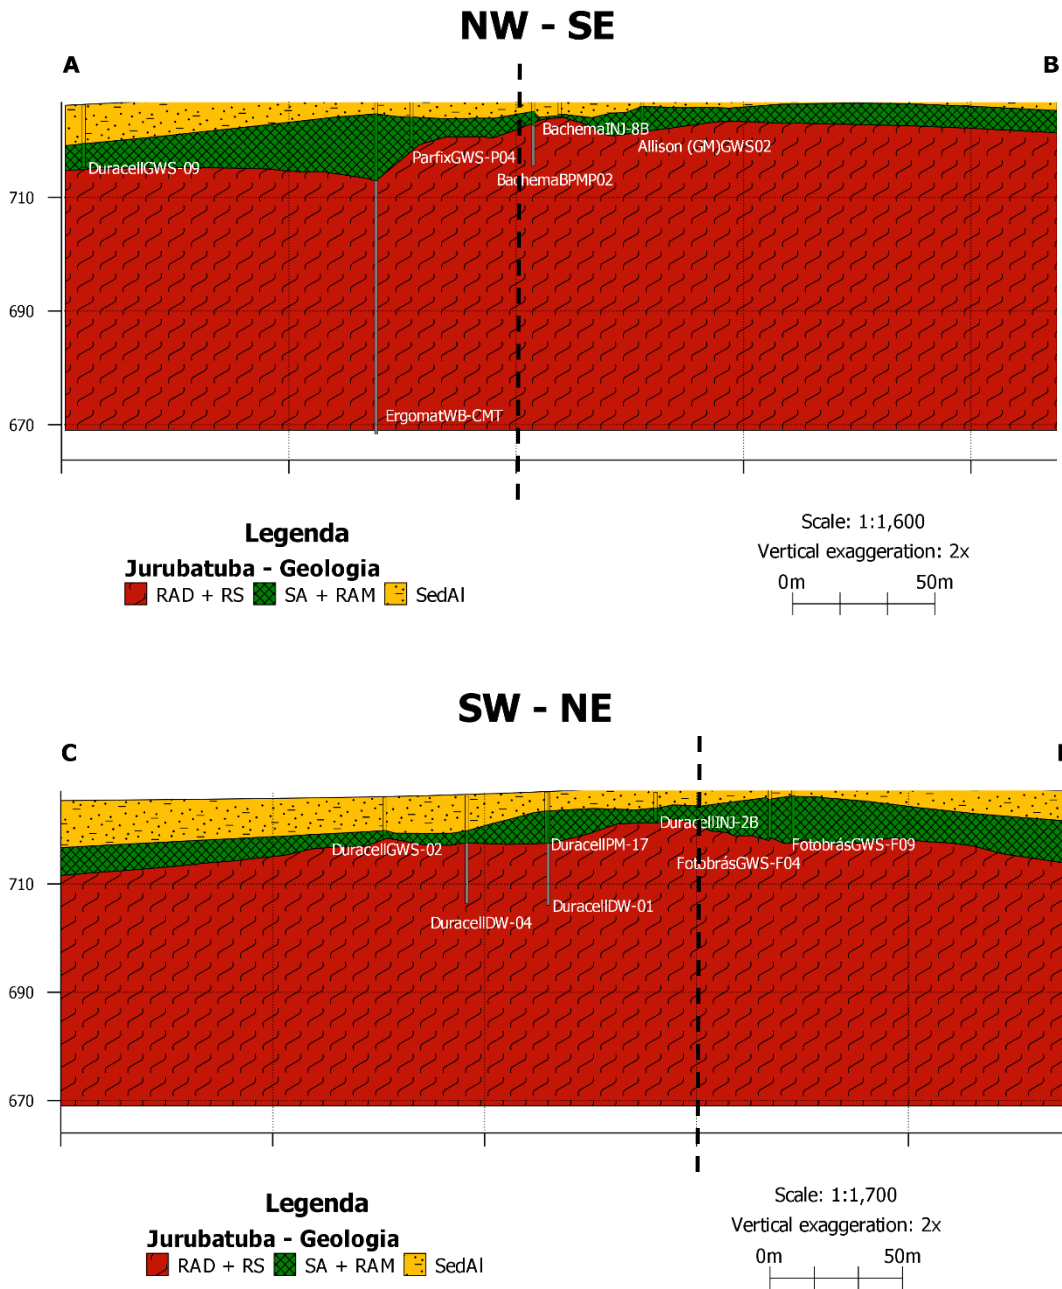 NW - SE
A
B
BachemaINJ-8B
Allison (GM)GWS02
ParfixGWS-P04
DuracellGWS-09
BachemaBPMP02
710
690
ErgomatWB-CMT
670
Legenda
Jurubatuba - Geologia
RAD + RS SA + RAM SedAl
Scale: 1:1,600
Vertical exaggeration: 2x
0m 50m
SW - NE
C
DuracellINJ-2B
DuracellGWS-02
DuracellPM-17
FotobrásGWS-F09
FotobrásGWS-F04
710
DuracellDW-01
DuracellDW-04
690
670
Legenda
Jurubatuba - Geologia
RAD + RS SA + RAM SedAl
Scale: 1:1,700
Vertical exaggeration: 2x
0m 50m